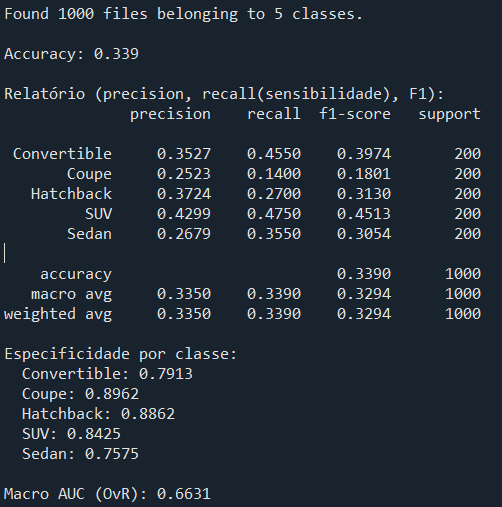 Found 1000 files belonging to 5 classes.
Accuracy: 0.339
Relatório (precision, recall(sensibilidade), F1):
precision recall f1-score support
Convertible 0.3527 0.4550 0.3974 200
Coupe 0.2523 0.1400 0.1801 200
Hatchback 0.3724 0.2700 0.3130 200
SUV 0.4299 0.4750 0.4513 200
Sedan 0.2679 0.3550 0.3054 200
accuracy 0.3390 1000
macro avg 0.3350 0.3390 0.3294 1000
weighted avg 0.3350 0.3390 0.3294 1000
Especificidade por classe:
Convertible: 0.7913
Coupe: 0.8962
Hatchback: 0.8862
SUV: 0.8425
Sedan: 0.7575
Macro AUC (OvR): 0.6631